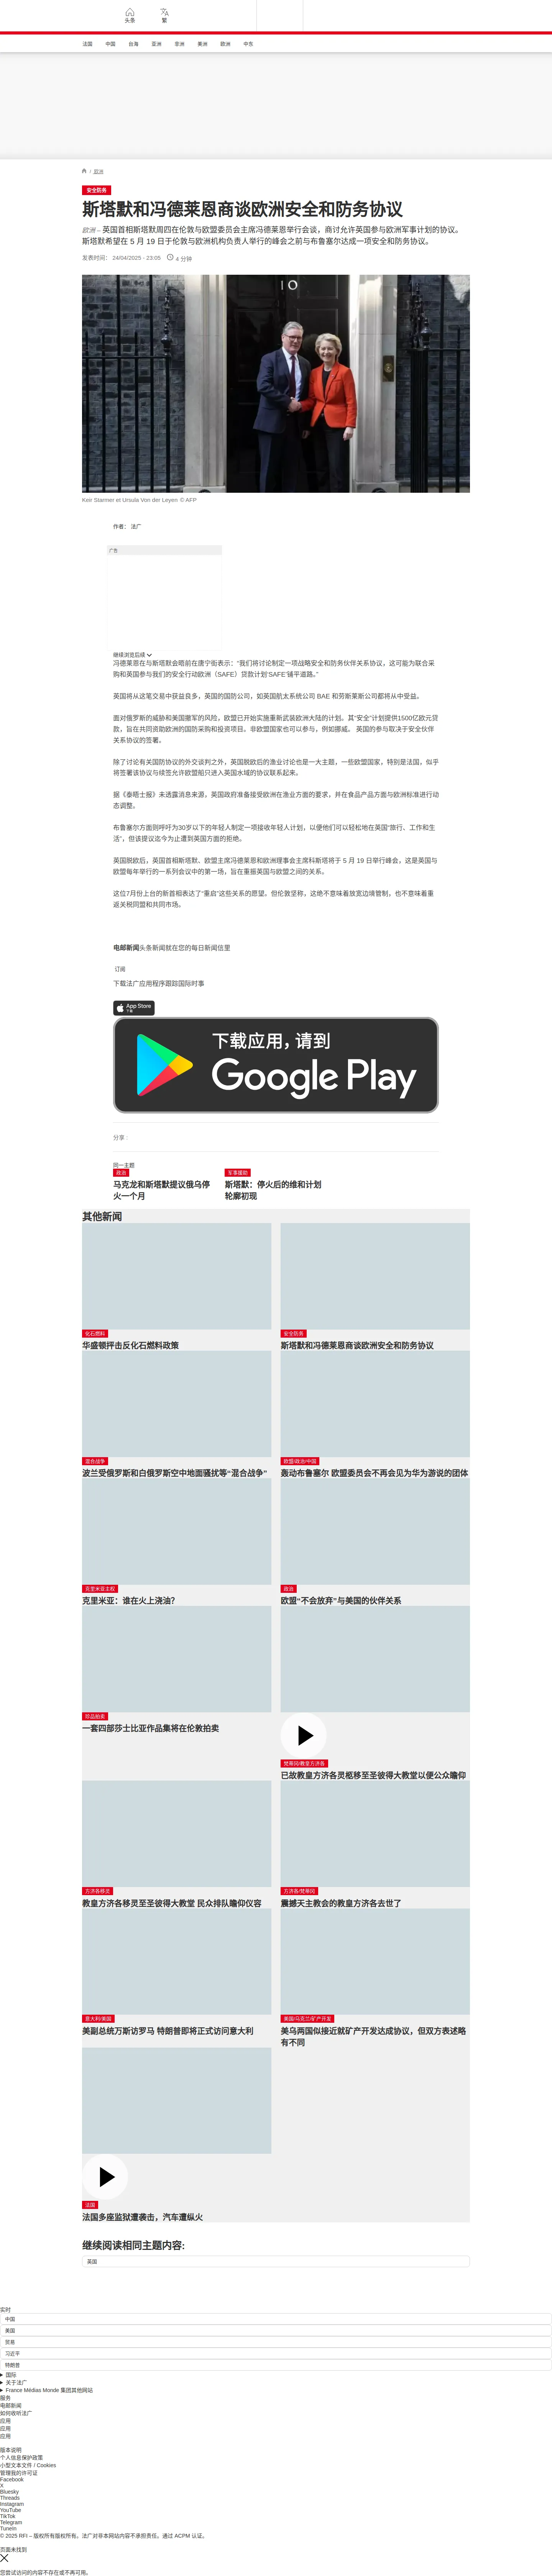 头条
繁
法国 中国 台海 亚洲 非洲 美洲 欧洲 中东
/ 欧洲
安全防务
斯塔默和冯德莱恩商谈欧洲安全和防务协议
欧洲 – 英国首相斯塔默周四在伦敦与欧盟委员会主席冯德莱恩举行会谈，商讨允许英国参与欧洲军事计划的协议。
斯塔默希望在 5 月 19 日于伦敦与欧洲机构负责人举行的峰会之前与布鲁塞尔达成一项安全和防务协议。
发表时间： 24/04/2025 - 23:05 4 分钟
10
Keir Starmer et Ursula Von der Leyen © AFP
作者： 法广
广告
继续浏览后续
冯德莱恩在与斯塔默会晤前在唐宁街表示：“我们将讨论制定一项战略安全和防务伙伴关系协议，这可能为联合采
购和英国参与我们的安全行动欧洲（SAFE）贷款计划‘SAFE’铺平道路。”
英国将从这笔交易中获益良多，英国的国防公司，如英国航太系统公司 BAE 和劳斯莱斯公司都将从中受益。
面对俄罗斯的威胁和美国撤军的风险，欧盟已开始实施重新武装欧洲大陆的计划。其“安全”计划提供1500亿欧元贷
款，旨在共同资助欧洲的国防采购和投资项目。非欧盟国家也可以参与，例如挪威。 英国的参与取决于安全伙伴
关系协议的签署。
除了讨论有关国防协议的外交谈判之外，英国脱欧后的渔业讨论也是一大主题，一些欧盟国家，特别是法国，似乎
将签署该协议与续签允许欧盟船只进入英国水域的协议联系起来。
据《泰晤士报》未透露消息来源，英国政府准备接受欧洲在渔业方面的要求，并在食品产品方面与欧洲标准进行动
态调整。
布鲁塞尔方面则呼吁为30岁以下的年轻人制定一项接收年轻人计划，以便他们可以轻松地在英国“旅行、工作和生
活”，但该提议迄今为止遭到英国方面的拒绝。
英国脱欧后，英国首相斯塔默、欧盟主席冯德莱恩和欧洲理事会主席科斯塔将于 5 月 19 日举行峰会，这是英国与
欧盟每年举行的一系列会议中的第一场，旨在重振英国与欧盟之间的关系。
这位7月份上台的新首相表达了“重启”这些关系的愿望。但伦敦坚称，这绝不意味着放宽边境管制，也不意味着重
返关税同盟和共同市场。
电邮新闻头条新闻就在您的每日新闻信里
订阅
下载法广应用程序跟踪国际时事
App Store
下载
下载应用，请到
Google Play
分享 :
同一主题
政治
马克龙和斯塔默提议俄乌停
火一个月
军事援助
斯塔默：停火后的维和计划
轮廓初现
其他新闻
化石燃料
华盛顿抨击反化石燃料政策
安全防务
斯塔默和冯德莱恩商谈欧洲安全和防务协议
混合战争
波兰受俄罗斯和白俄罗斯空中地面骚扰等“混合战争”
欧盟/政治/中国
轰动布鲁塞尔 欧盟委员会不再会见为华为游说的团体
克里米亚主权
克里米亚：谁在火上浇油？
政治
欧盟“不会放弃”与美国的伙伴关系
珍品拍卖
一套四部莎士比亚作品集将在伦敦拍卖
梵蒂冈/教皇方济各
已故教皇方济各灵柩移至圣彼得大教堂以便公众瞻仰
方济各移灵
教皇方济各移灵至圣彼得大教堂 民众排队瞻仰仪容
方济各/梵蒂冈
震撼天主教会的教皇方济各去世了
意大利/美国
美副总统万斯访罗马 特朗普即将正式访问意大利
美国/乌克兰/矿产开发
美乌两国似接近就矿产开发达成协议，但双方表述略
有不同
法国
法国多座监狱遭袭击，汽车遭纵火
继续阅读相同主题内容:
英国
实时
中国
美国
贸易
习近平
特朗普
国际
关于法广
France Médias Monde 集团其他网站
服务
电邮新闻
如何收听法广
应用
应用
应用
版本说明
个人信息保护政策
小型文本文件 / Cookies
管理我的许可证
Facebook
X
Bluesky
Threads
Instagram
YouTube
TikTok
Telegram
TuneIn
© 2025 RFI – 版权所有版权所有。法广对非本网站内容不承担责任。通过 ACPM 认证。
页面未找到
您尝试访问的内容不存在或不再可用。